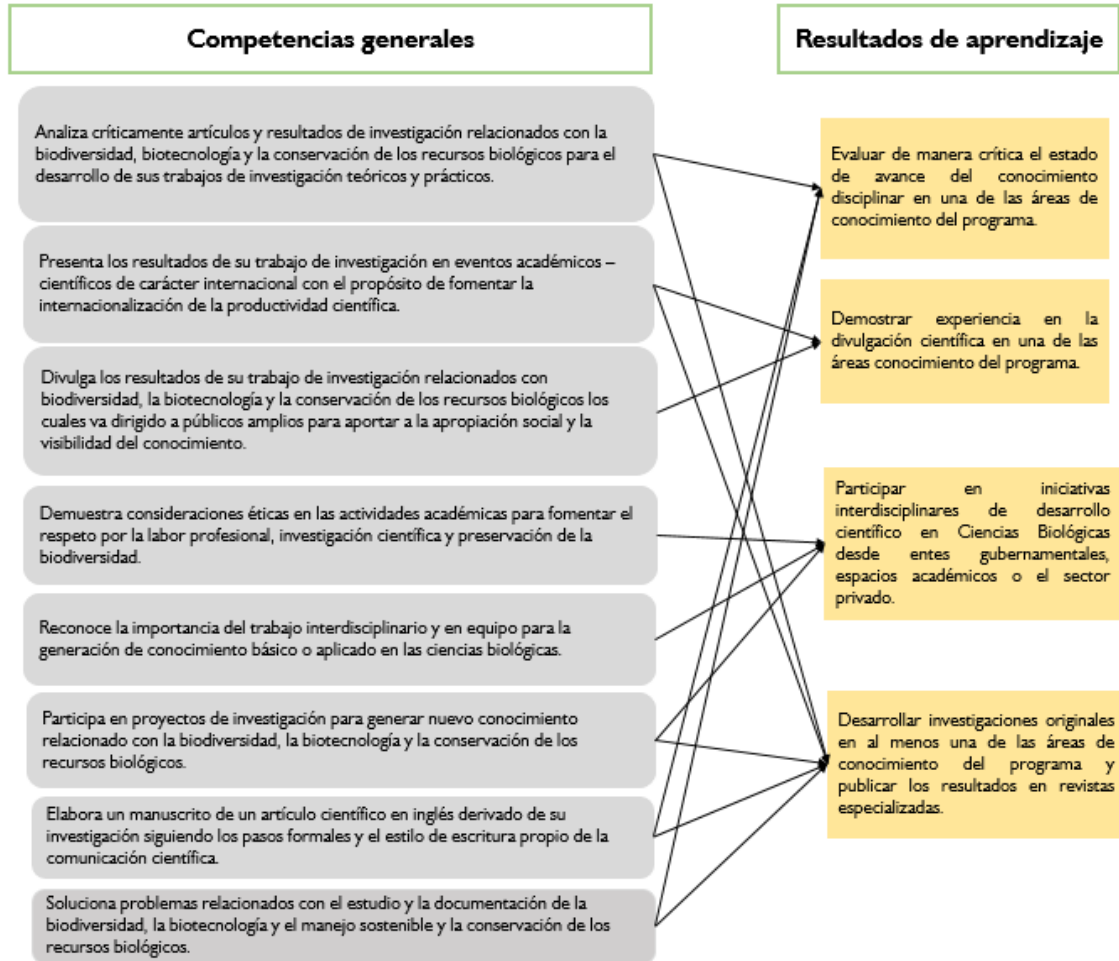 Competencias generales
Resultados de aprendizaje
Analiza críticamente artículos y resultados de investigación relacionados con la
biodiversidad, biotecnología y la conservación de los recursos biológicos para el
desarrollo de sus trabajos de investigación teóricos y prácticos.
Presenta los resultados de su trabajo de investigación en eventos académicos –
científicos de carácter internacional con el propósito de fomentar la
internacionalización de la productividad científica.
Divulga los resultados de su trabajo de investigación relacionados con
biodiversidad, la biotecnología y la conservación de los recursos biológicos los
cuales va dirigido a públicos amplios para aportar a la apropiación social y la
visibilidad del conocimiento.
Demuestra consideraciones éticas en las actividades académicas para fomentar el
respeto por la labor profesional, investigación científica y preservación de la
biodiversidad.
Reconoce la importancia del trabajo interdisciplinario y en equipo para la
generación de conocimiento básico o aplicado en las ciencias biológicas.
Participa en proyectos de investigación para generar nuevo conocimiento
relacionado con la biodiversidad, la biotecnología y la conservación de los
recursos biológicos.
Elabora un manuscrito de un artículo científico en inglés derivado de su
investigación siguiendo los pasos formales y el estilo de escritura propio de la
comunicación científica.
Soluciona problemas relacionados con el estudio y la documentación de la
biodiversidad, la biotecnología y el manejo sostenible y la conservación de los
recursos biológicos.
Evaluar de manera crítica el estado
de avance del conocimiento
disciplinar en una de las áreas de
conocimiento del programa.
Demostrar experiencia en la
divulgación científica en una de las
áreas conocimiento del programa.
Participar en iniciativas
interdisciplinares de desarrollo
científico en Ciencias Biológicas
desde entes gubernamentales,
espacios académicos o el sector
privado.
Desarrollar investigaciones originales
en al menos una de las áreas de
conocimiento del programa y
publicar los resultados en revistas
especializadas.